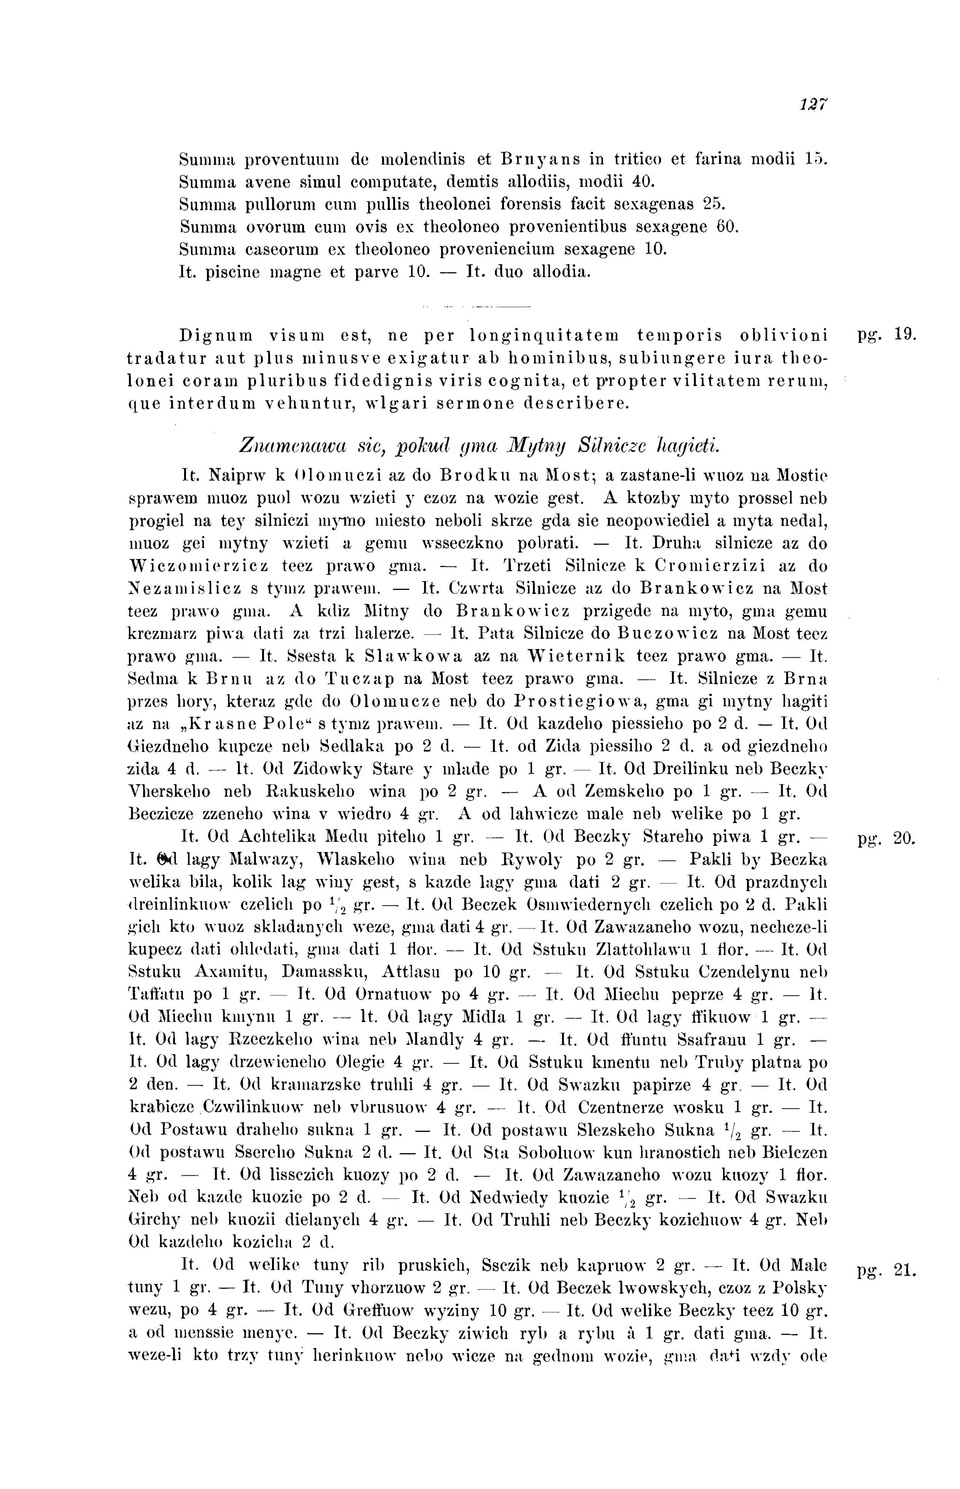 127
Summa proventuum de molendinis et Bruyans in tritico et farina modii 15.
Summa avene simul computate, demtis allodiis, modii 40.
Summa pullorum cum pullis theolonei forensis facit sexagenas 25.
Summa ovorum cum ovis ex theoloneo provenientibus sexagene 60.
Summa caseorum ex theoloneo proveniencium sexagene 10.
It. piscine magne et parve 10. — It. duo allodia.
Dignum visum est, ne per longinquitatem temporis oblivioni pg. 19.
tradatur aut plus minusve exigatur ab hominibus, subiungere iura theo-
lonei coram pluribus fidedignis viris cognita, et propter vilitatem rerum,
que interdum vehuntur, wlgari sermone describere.
Znamenawa sie, pokud gma Mytny Silnicze hagieti.
It. Naiprw k Olomuczi az do Brodku na Most; a zastane-li wuoz na Mostie
sprawem muoz puol wozu wzieti y czoz na wozie gest. A ktozby myto prossel neb
progiel na tey silniczi mymo miesto neboli skrze gda sie neopowiediel a myta nedal,
muoz gei mytny wzieti a gemu wsseczkno pobrati. — It. Druha silnicze az do
Wiczomierzicz teez prawo gma. — It. Trzeti Silnicze k Cromierzizi az do
Nezamislicz s tymz prawem. — It. Czwrta Silnicze az do Brankowicz na Most
teez prawo gma. A kdiz Mitny do Brankowicz przigede na myto, gma gemu
krczmarz piwa dati za trzi halerze. — It. Pata Silnicze do Buczowicz na Most teez
prawo gma. — It. Ssesta k Slawkowa az na Wieternik teez prawo gma. — It.
Sedma k Brnu az do Tuczap na Most teez prawo gma. — It. Silnicze z Brna
przes hory, kteraz gde do Olomucze neb do Prostiegiowa, gma gi mytny hagiti
az na „Krasne Pole“ s tymz prawem. — It. Od kazdeho piessieho po 2 d. — It. Od
Giezdneho kupcze neb Sedlaka po 2 d. — It. od Zida piessiho 2 d. a od giezdneho
zida 4 d. — It. Od Zidowky Stare y mlade po 1 gr. — It. Od Dreilinku neb Beczky
Vherskeho neb Rakuskeho wina po 2 gr. — A od Zemskeho po 1 gr. — It. Od
Beczicze zzeneho wina v wiedro 4 gr. A od lahwicze male neb welike po 1 gr.
It. Od Achtelika Medu piteho 1 gr. — It. Od Beczky Stareho piwa 1 gr. — pg. 20.
It. Od lagy Malwazy, Wlaskeho wina neb Rywoly po 2 gr. — Pakli by Beczka
welika bila, kolik lag winy gest, s kazde lagy gma dati 2 gr. — It. Od prazdnych
dreinlinkuow czelich po 1/2 gr. — It. Od Beczek Osmwiedernych czelich po 2 d. Pakli
gich kto wuoz skladanych weze, gma dati 4 gr. — It. Od Zawazaneho wozu, nechcze-li
kupecz dati ohledati, gma dati 1 flor. — It. Od Sstuku Zlattohlawu 1 flor. — It. Od
Sstuku Axamitu, Damassku, Attlasu po 10 gr. — It. Od Sstuku Czendelynu neb
Taffatu po 1 gr. — It. Od Ornatuow po 4 gr. — It. Od Miechu peprze 4 gr. — It.
Od Miechu kmynu 1 gr. — It. Od lagy Midla 1 gr. — It. Od lagy ffikuow 1 gr. —
It. Od lagy Rzeczkeho wina neb Mandly 4 gr. — It. Od ffuntu Ssafranu 1 gr. —
It. Od lagy drzewieneho Olegie 4 gr. — It. Od Sstuku kmentu neb Truby platna po
2 den. — It. Od kramarzske truhli 4 gr. — It. Od Swazku papirze 4 gr. — It. Od
krabicze Czwilinkuow neb vbrusuow 4 gr. — It. Od Czentnerze wosku 1 gr. — It.
Od Postawu draheho sukna 1 gr. — It. Od postawu Slezskeho Sukna 1/2 gr. — It.
Od postawu Ssereho Sukna 2 d. — It. Od Sta Soboluow kun hranostich neb Bielczen
4 gr. — It. Od lissczich kuozy po 2 d. — It. Od Zawazaneho wozu kuozy 1 flor.
Neb od kazde kuozie po 2 d. — It. Od Nedwiedy kuozie 1/2 gr. — It. Od Swazku
Girchy neb kuozii dielanych 4 gr. — It. Od Truhli neb Beczky kozichuow 4 gr. Neb
Od kazdeho kozicha 2 d.
It. Od welike tuny rib pruskich, Ssczik neb kapruow 2 gr. — It. Od Male pg. 21.
tuny 1 gr. — It. Od Tuny vhorzuow 2 gr. — It. Od Beczek lwowskych, czoz z Polsky
wezu, po 4 gr. — It. Od Greffuow wyziny 10 gr. — It. Od welike Beczky teez 10 gr.
a od menssie menye. — It. Od Beczky ziwich ryb a rybu à 1 gr. dati gma. — It.
weze-li kto trzy tuny herinkuow nebo wicze na gednom wozie, gma dati wzdy ode